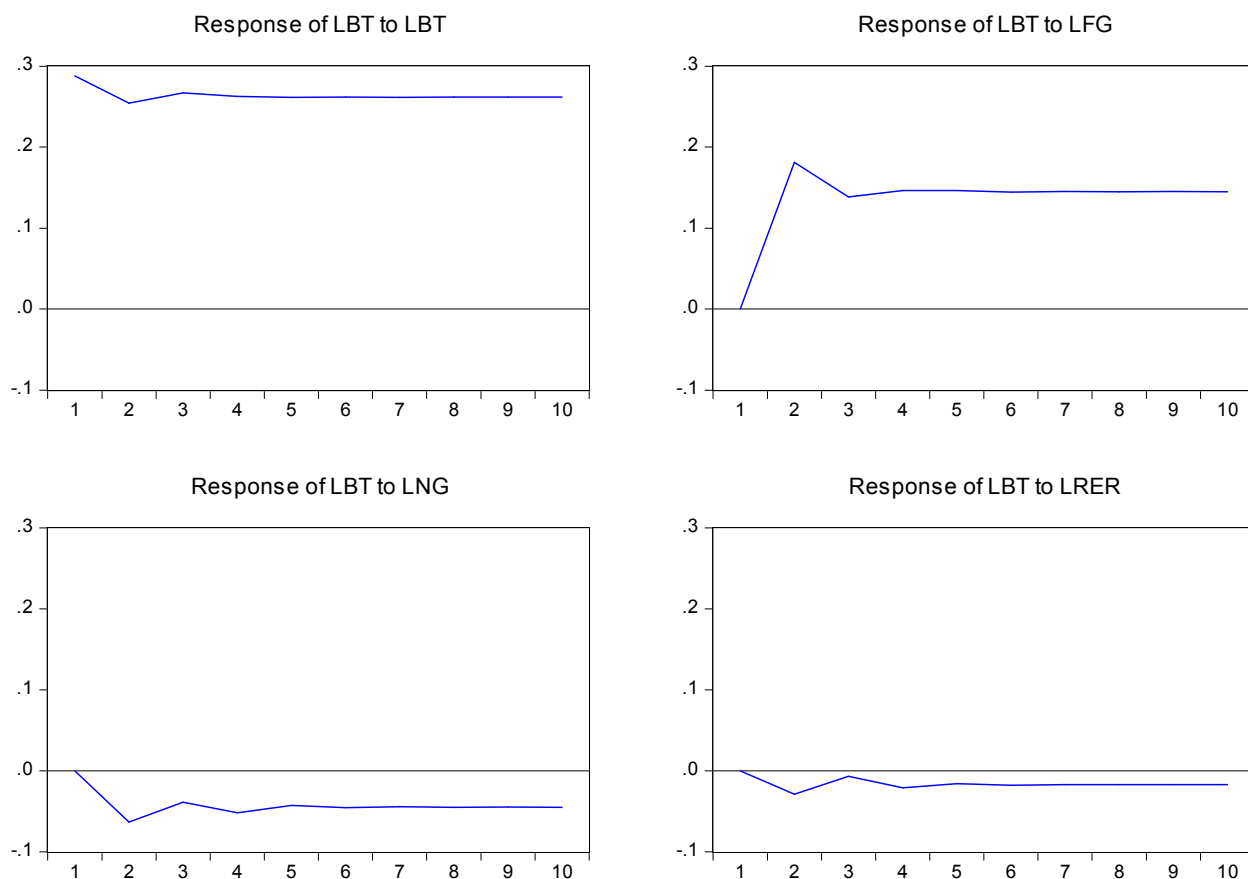 Response of LBT to LBT
.3
.2
.1
.0
-.1
1 2 3 4 5 6 7 8 9 10
Response of LBT to LFG
.3
.2
.1
.0
-.1
1 2 3 4 5 6 7 8 9 10
Response of LBT to LNG
.3
.2
.1
.0
-.1
1 2 3 4 5 6 7 8 9 10
Response of LBT to LRER
.3
.2
.1
.0
-.1
1 2 3 4 5 6 7 8 9 10